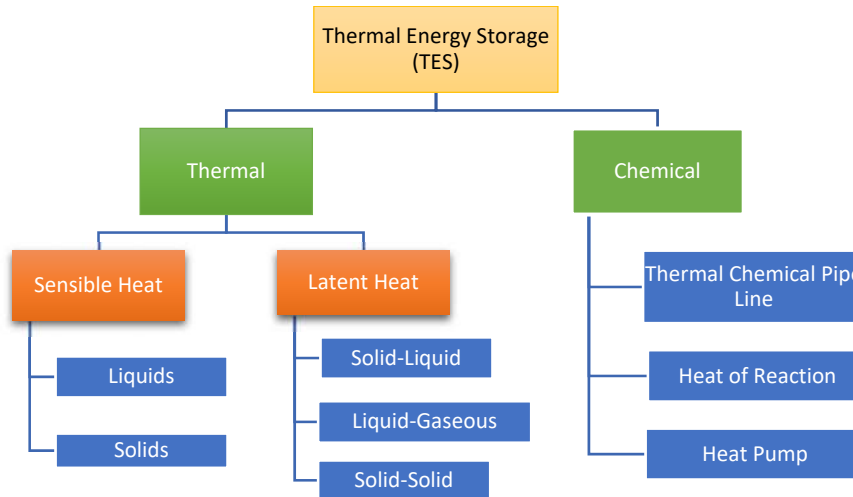 Thermal Energy Storage
(TES)
Thermal
Chemical
Sensible Heat
Latent Heat
Thermal Chemical Pipe
Line
Liquids
Solid-Liquid
Heat of Reaction
Liquid-Gaseous
Solids
Heat Pump
Solid-Solid